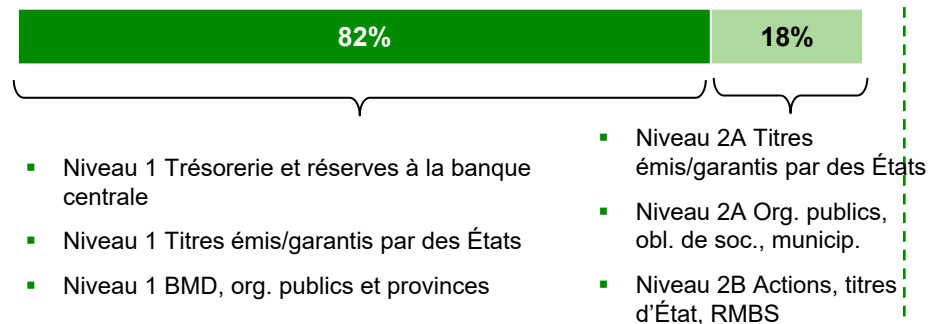 82%
18%
▪ Niveau 1 Trésorerie et réserves à la banque
centrale
▪ Niveau 1 Titres émis/garantis par des États
▪ Niveau 1 BMD, org. publics et provinces
▪ Niveau 2A Titres
émis/garantis par des États
▪ Niveau 2A Org. publics,
obl. de soc., municip.
▪ Niveau 2B Actions, titres
d’État, RMBS